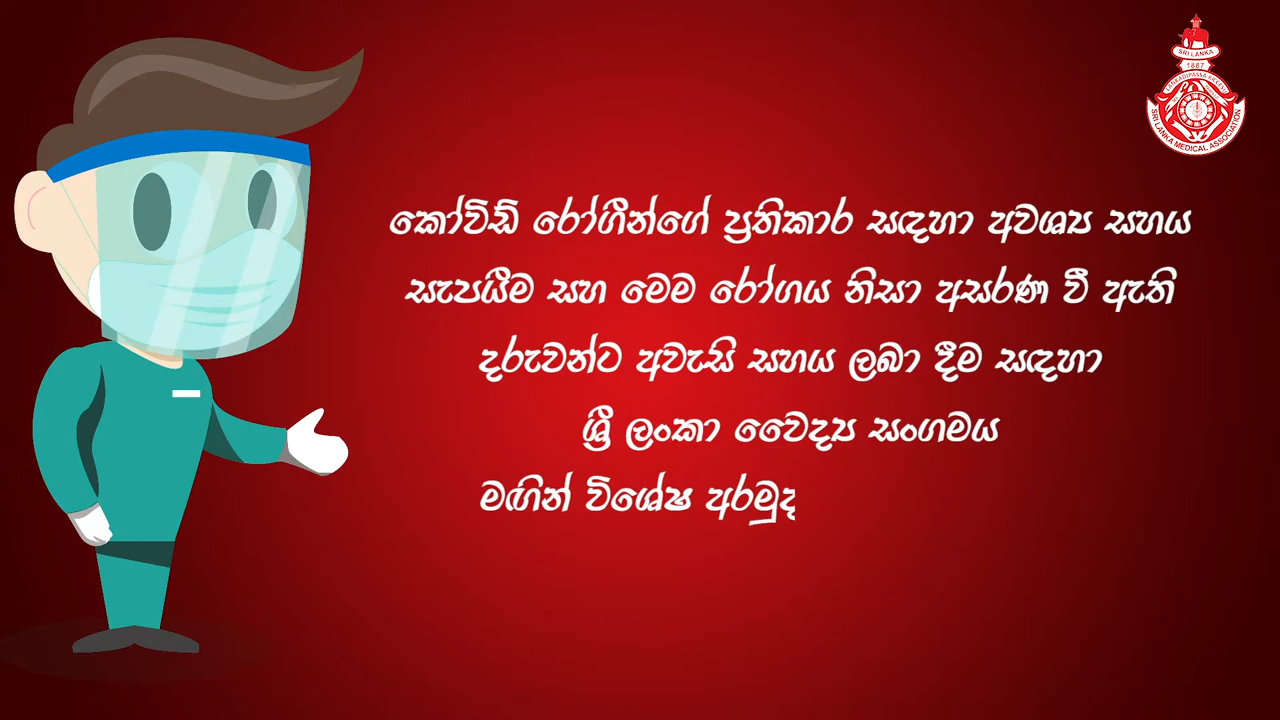 SRI LANKA
1887
SRI LANKA MEDICAL ASSOCIATION
කෝවිඩ් රෝගීන්ගේ ප්‍රතිකාර සඳහා අවශ්‍ය සහය
සැපයීම සහ මෙම රෝගය නිසා අසරණ වී ඇති
දරුවන්ට අවැසි සහය ලබා දීම සඳහා
ශ්‍රී ලංකා වෛද්‍ය සංගමය
මඟින් විශේෂ අරමුද